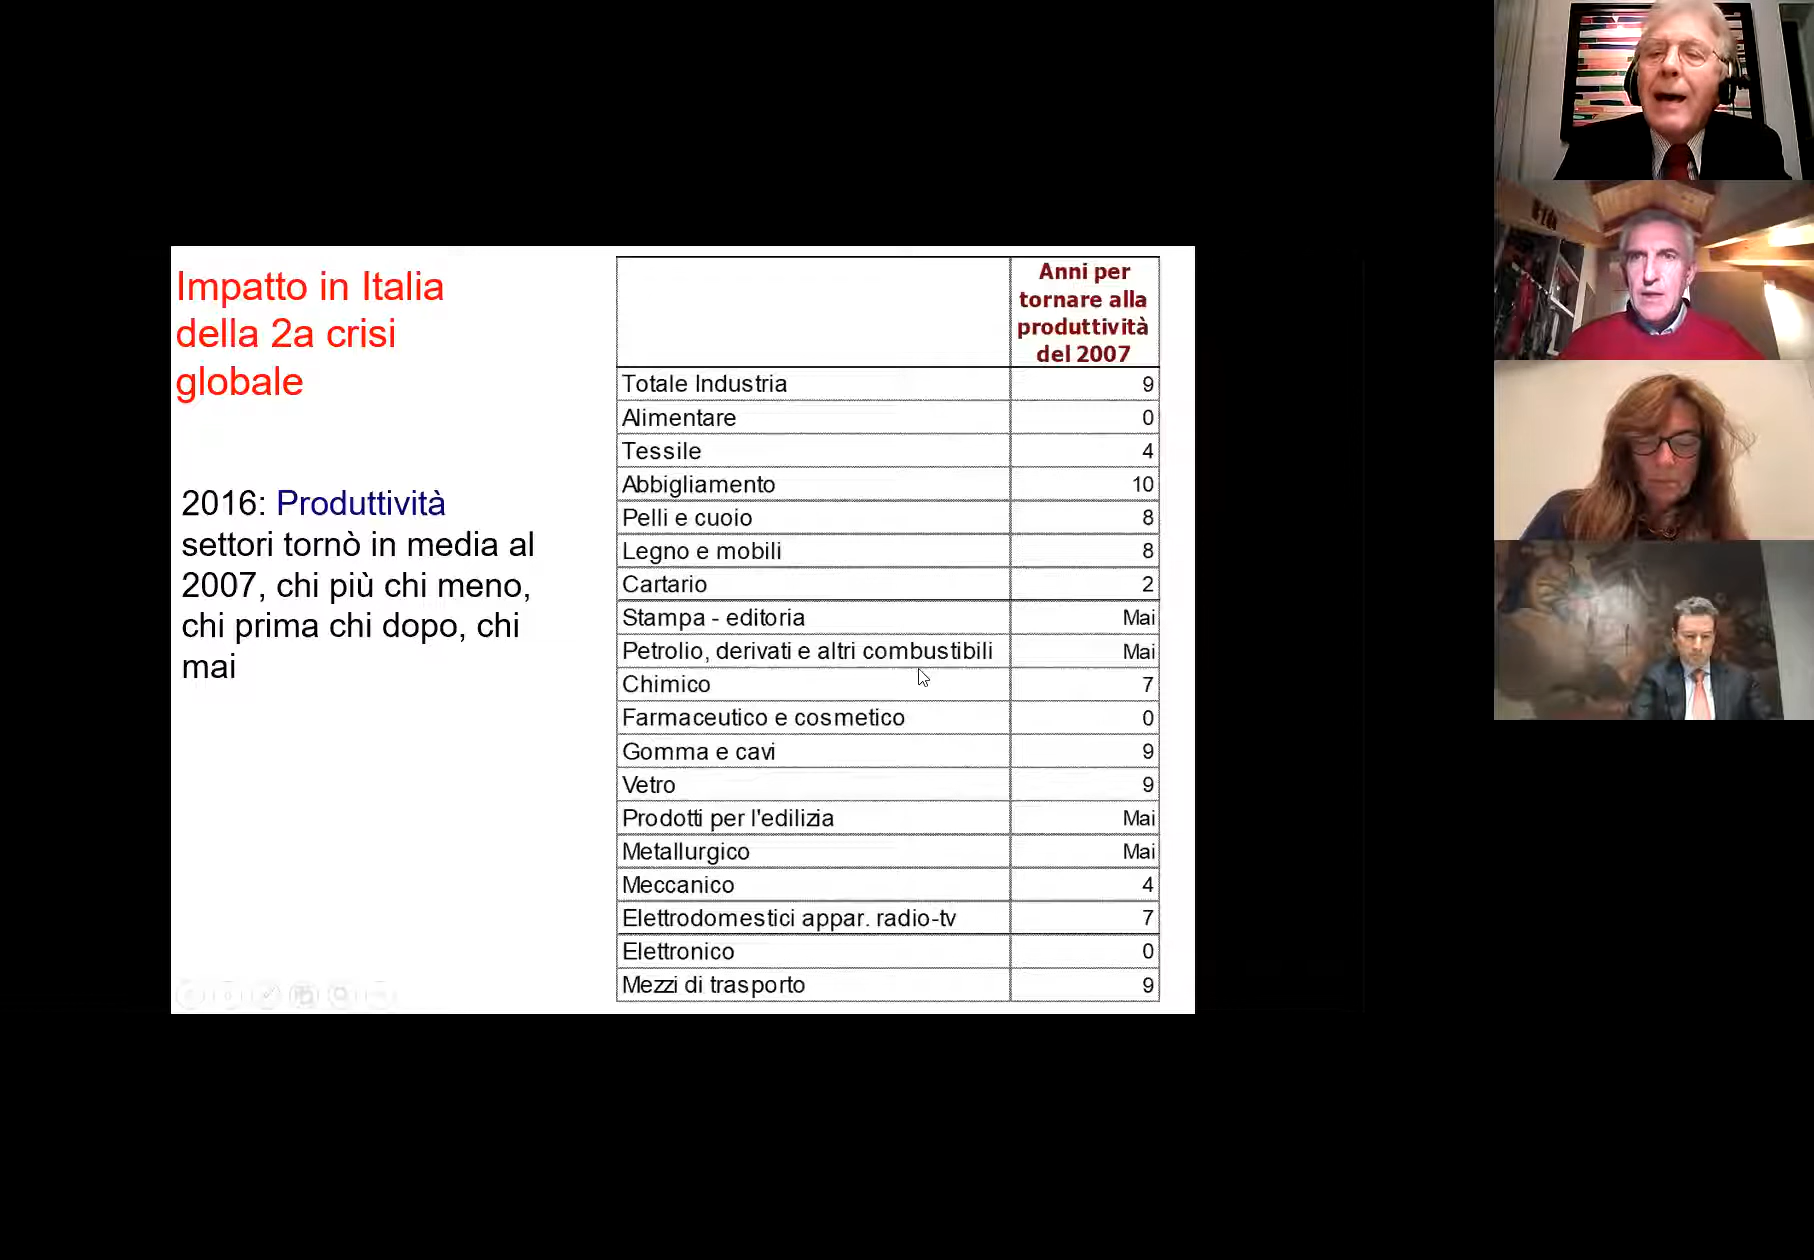 Impatto in Italia
della 2a crisi
globale
2016: Produttività
settori tornò in media al
2007, chi più chi meno,
chi prima chi dopo, chi
mai
Anni per
tornare alla
produttività
del 2007
Totale Industria 9
Alimentare 0
Tessile 4
Abbigliamento 10
Pelli e cuoio 8
Legno e mobili 8
Cartario 2
Stampa - editoria Mai
Petrolio, derivati e altri combustibili Mai
Chimico 7
Farmaceutico e cosmetico 0
Gomma e cavi 9
Vetro 9
Prodotti per l'edilizia Mai
Metallurgico Mai
Meccanico 4
Elettrodomestici appar. radio-tv 7
Elettronico 0
Mezzi di trasporto 9